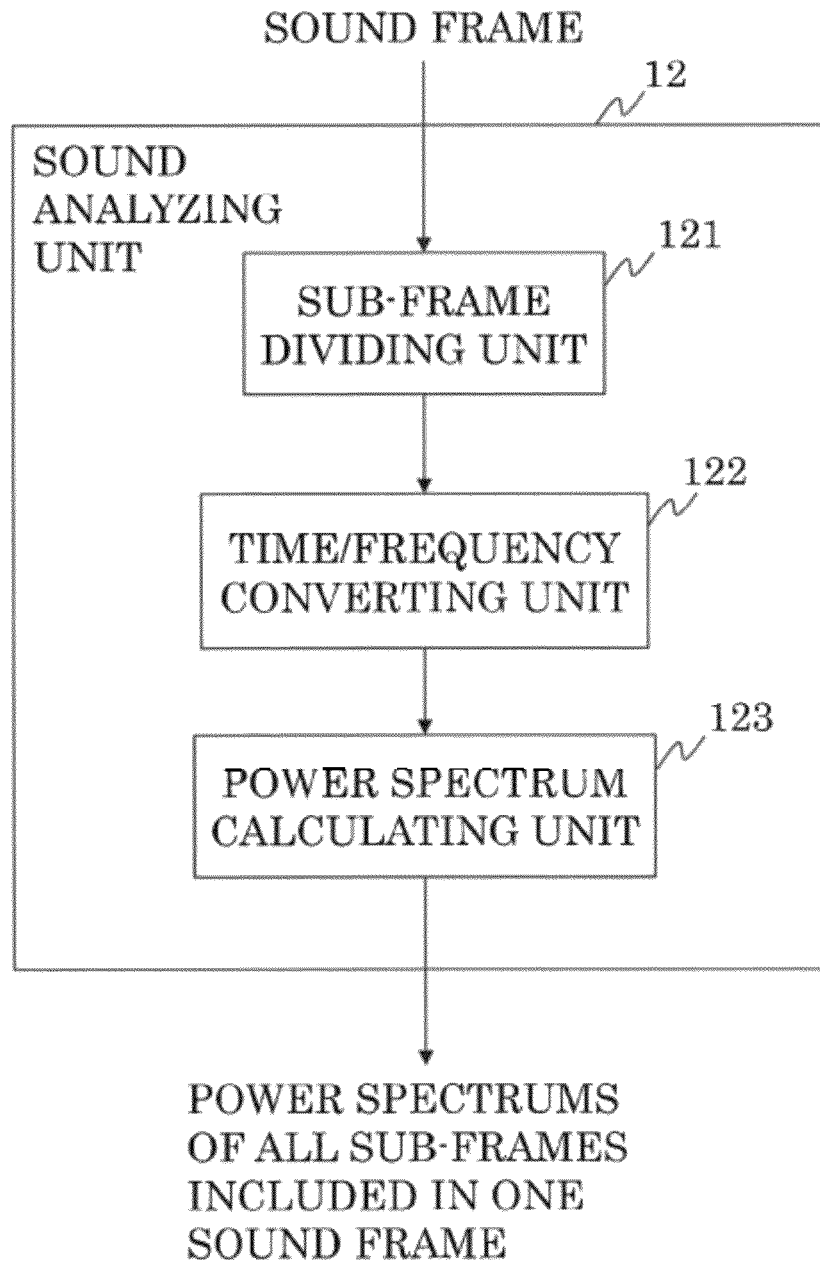 SOUND FRAME
12
SOUND
ANALYZING
UNIT
121
SUB-FRAME
DIVIDING UNIT
122
TIME/FREQUENCY
CONVERTING UNIT
123
POWER SPECTRUM
CALCULATING UNIT
POWER SPECTRUMS
OF ALL SUB-FRAMES
INCLUDED IN ONE
SOUND FRAME